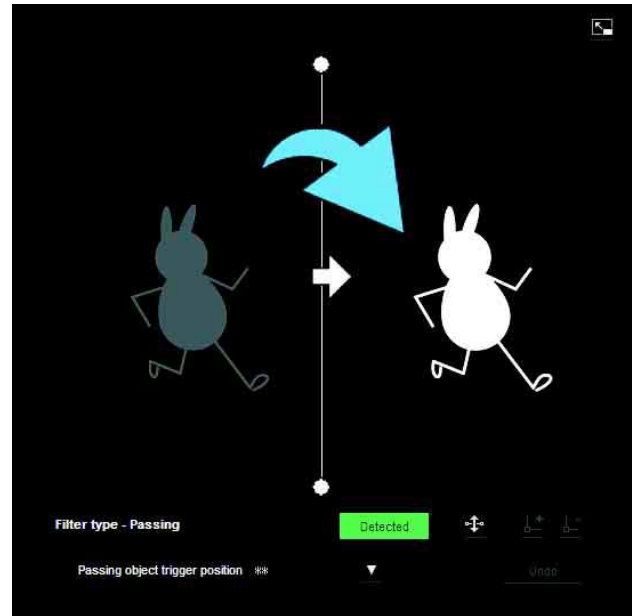 Filter type - Passing
Detected
Passing object trigger position **
Undo